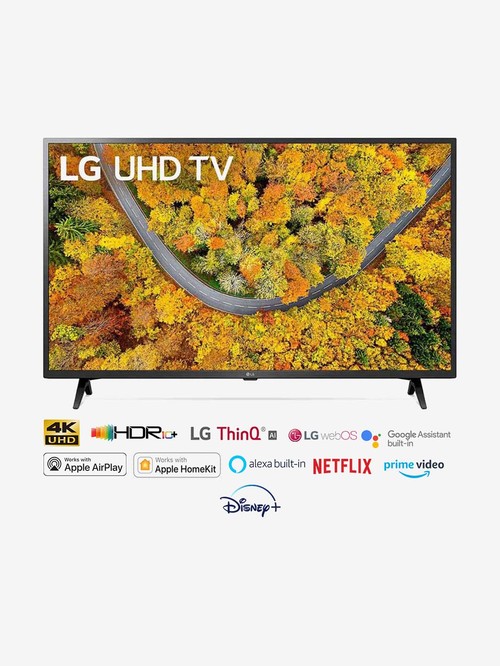 LG UHD TV
LG
4K
UHD
HDR10+
LG ThinQ® AI
LG webOS
Google Assistant
built-in
Works with
Apple AirPlay
Works with
Apple HomeKit
alexa built-in
NETFLIX
prime video
Disney+